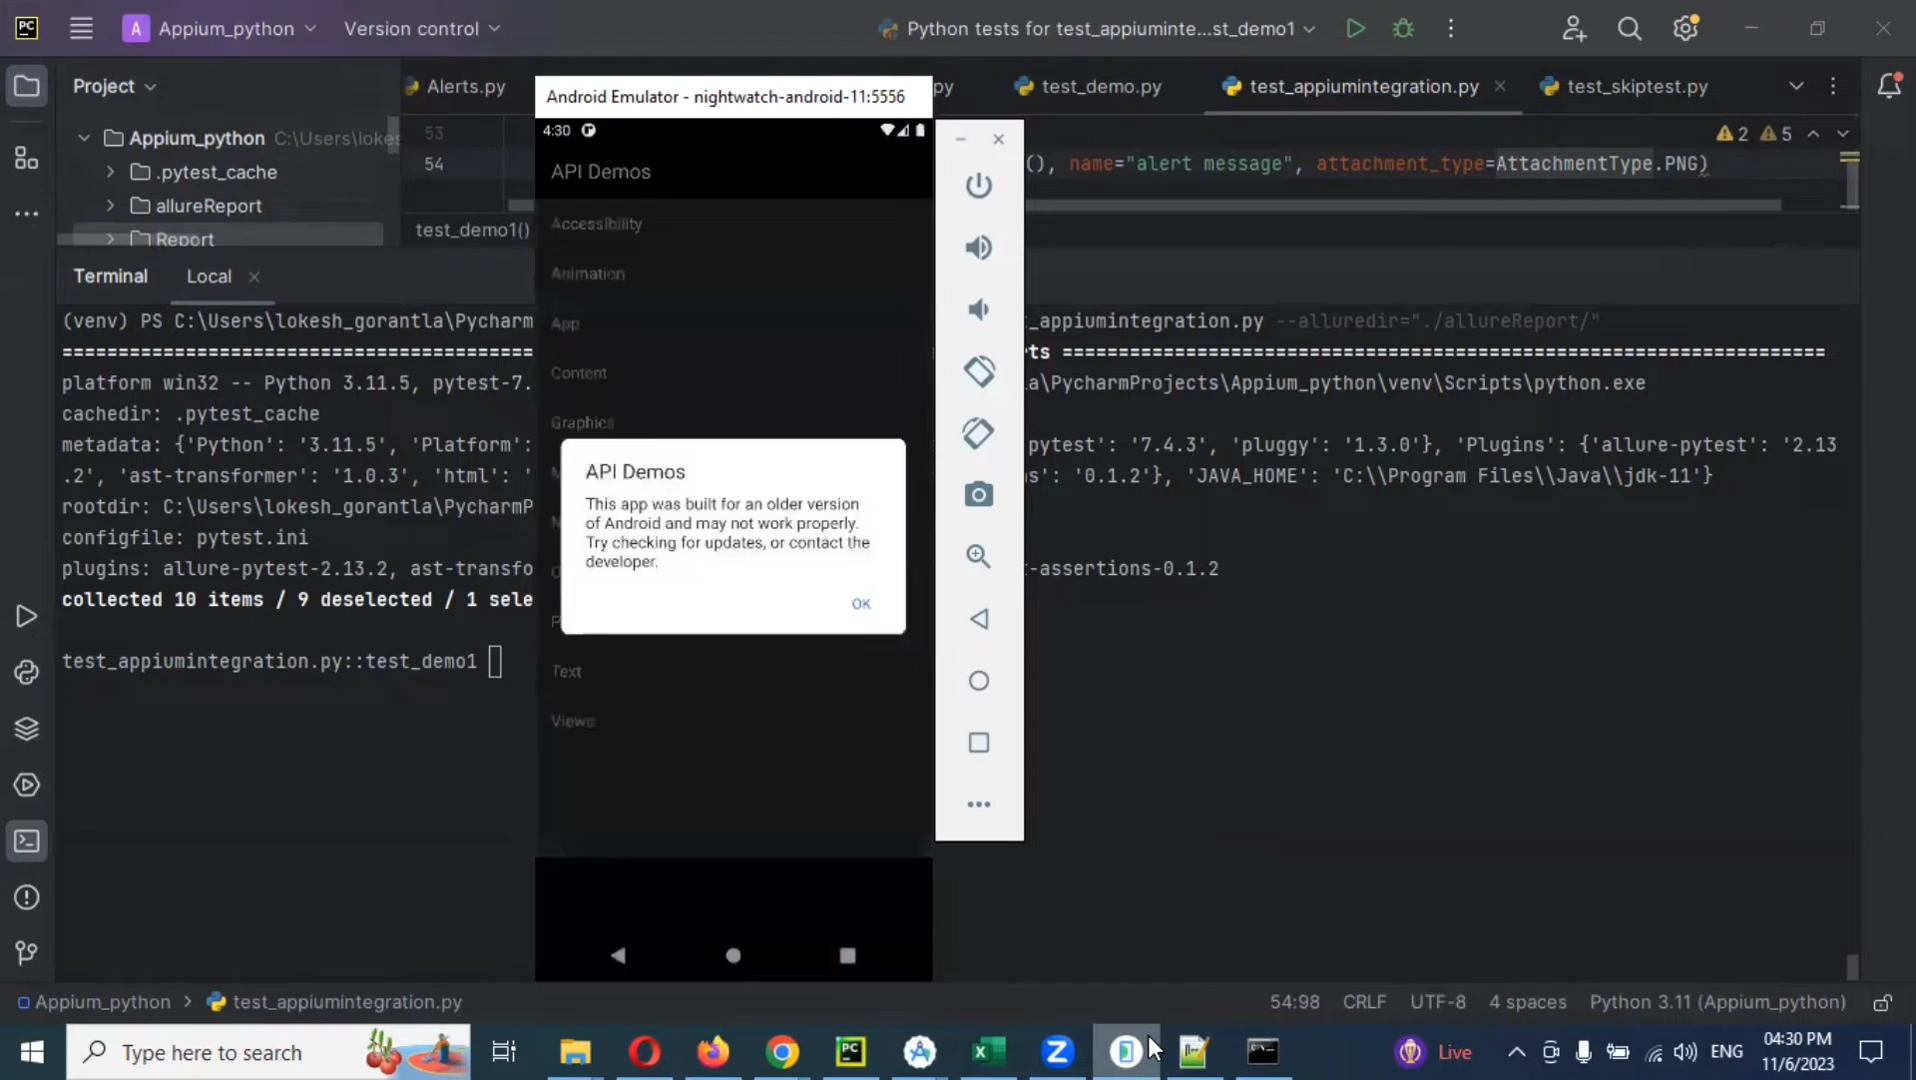 PC
A Appium_python
Version control
Python tests for test_appiuminte...st_demo1
Project
Alerts.py
py
test_demo.py
test_appiumintegration.py
test_skiptest.py
Appium_python C:\Users\lokes
.pytest_cache
allureReport
Report
53
54
(), name="alert message", attachment_type=AttachmentType.PNG)
2 5
test_demo1()
Android Emulator - nightwatch-android-11:5556
4:30
API Demos
Accessibility
Animation
App
Content
Graphics
API Demos
This app was built for an older version
of Android and may not work properly.
Try checking for updates, or contact the
developer.
OK
Text
Views
Terminal
Local
(venv) PS C:\Users\lokesh_gorantla\Pycharm
_appiumintegration.py --alluredir="./allureReport/"
rts
platform win32 -- Python 3.11.5, pytest-7.
la\PycharmProjects\Appium_python\venv\Scripts\python.exe
cachedir: .pytest_cache
metadata: {'Python': '3.11.5', 'Platform':
pytest': '7.4.3', 'pluggy': '1.3.0'}, 'Plugins': {'allure-pytest': '2.13
.2', 'ast-transformer': '1.0.3', 'html': '
s': '0.1.2'}, 'JAVA_HOME': 'C:\\Program Files\\Java\\jdk-11'}
rootdir: C:\Users\lokesh_gorantla\PycharmP
configfile: pytest.ini
plugins: allure-pytest-2.13.2, ast-transfo
t-assertions-0.1.2
collected 10 items / 9 deselected / 1 sele
test_appiumintegration.py::test_demo1
Appium_python > test_appiumintegration.py
54:98 CRLF UTF-8 4 spaces Python 3.11 (Appium_python)
Type here to search
Live
ENG
04:30 PM
11/6/2023